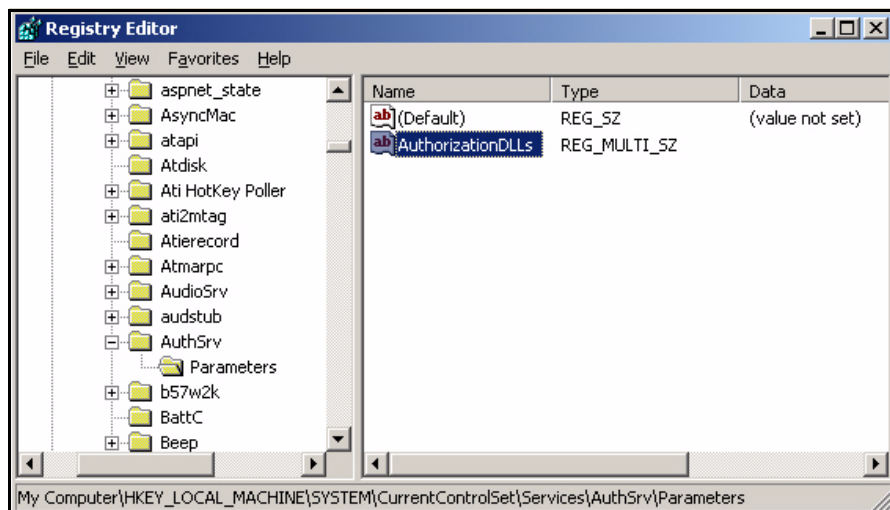 Registry Editor
File Edit View Favorites Help
aspnet_state
AsyncMac
atapi
Atdisk
Ati HotKey Poller
ati2mtag
Atierecord
Atmarpc
AudioSrv
audstub
AuthSrv
Parameters
b57w2k
BattC
Beep
Name Type Data
ab (Default) REG_SZ (value not set)
ab AuthorizationDLLs REG_MULTI_SZ
My Computer\HKEY_LOCAL_MACHINE\SYSTEM\CurrentControlSet\Services\AuthSrv\Parameters